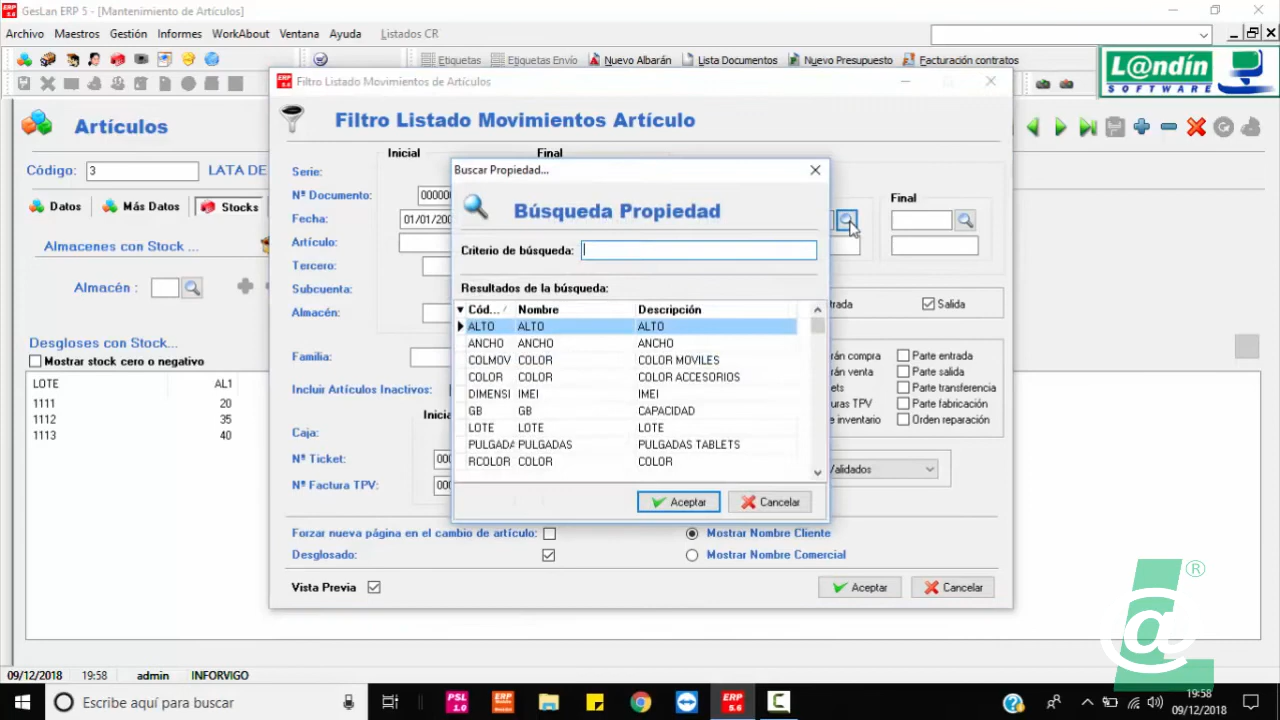 GesLan ERP 5 - [Mantenimiento de Artículos]
Archivo Maestros Gestión Informes WorkAbout Ventana Ayuda Listados CR
Etiquetas Etiquetas Envío Nuevo Albarán Lista Documentos Nuevo Presupuesto Facturación contratos
L@ndín
SOFTWARE
Filtro Listado Movimientos de Artículos
Artículos
Filtro Listado Movimientos Artículo
Código: 3 LATA DE
Inicial Final
Serie:
Nº Documento:
Fecha: 01/01/200
Artículo:
Tercero:
Subcuenta:
Almacén:
Familia:
Incluir Artículos Inactivos:
Caja:
Nº Ticket:
Nº Factura TPV:
Final
Datos Más Datos Stocks
Almacenes con Stock ...
Almacén :
Desgloses con Stock...
Mostrar stock cero o negativo
LOTE AL1
1111 20
1112 35
1113 40
Buscar Propiedad...
Búsqueda Propiedad
Criterio de búsqueda:
Resultados de la búsqueda:
Cód... Nombre Descripción
ALTO ALTO ALTO
ANCHO ANCHO ANCHO
COLMOV COLOR COLOR MOVILES
COLOR COLOR COLOR ACCESORIOS
DIMENSI IMEI IMEI
GB GB CAPACIDAD
LOTE LOTE LOTE
PULGADA PULGADAS PULGADAS TABLETS
RCOLOR COLOR COLOR
Aceptar Cancelar
Salida
Parte entrada
Parte salida
Parte transferencia
Parte fabricación
Orden reparación
Forzar nueva página en el cambio de artículo:
Desglosado:
Mostrar Nombre Cliente
Mostrar Nombre Comercial
Vista Previa
Aceptar Cancelar
09/12/2018 19:58 admin INFORVIGO
Escribe aquí para buscar
PSL 1.0
ERP
ERP 5.6
19:58
09/12/2018